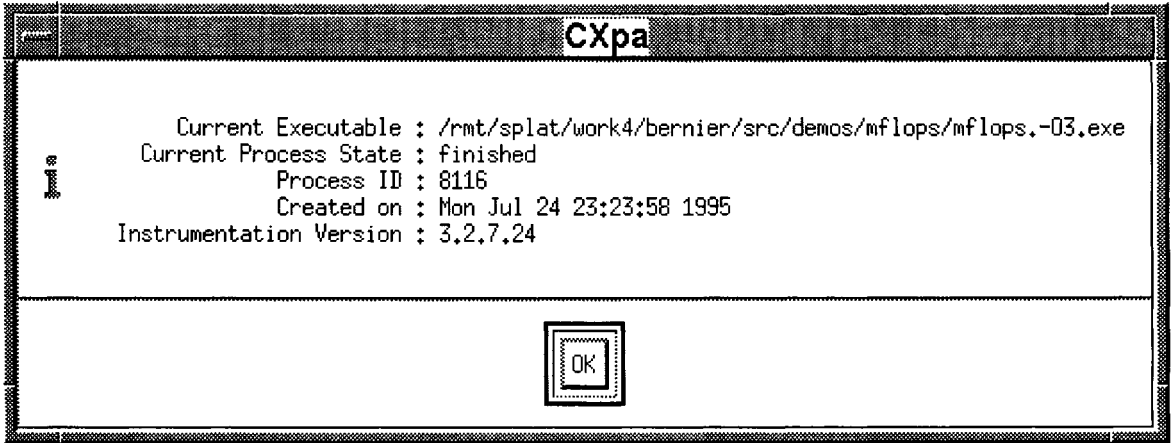 CXpa
Current Executable : /rmt/splat/work4/bernier/src/demos/mflops/mflops.-O3.exe
Current Process State : finished
Process ID : 8116
Created on : Mon Jul 24 23:23:58 1995
Instrumentation Version : 3.2.7.24
OK